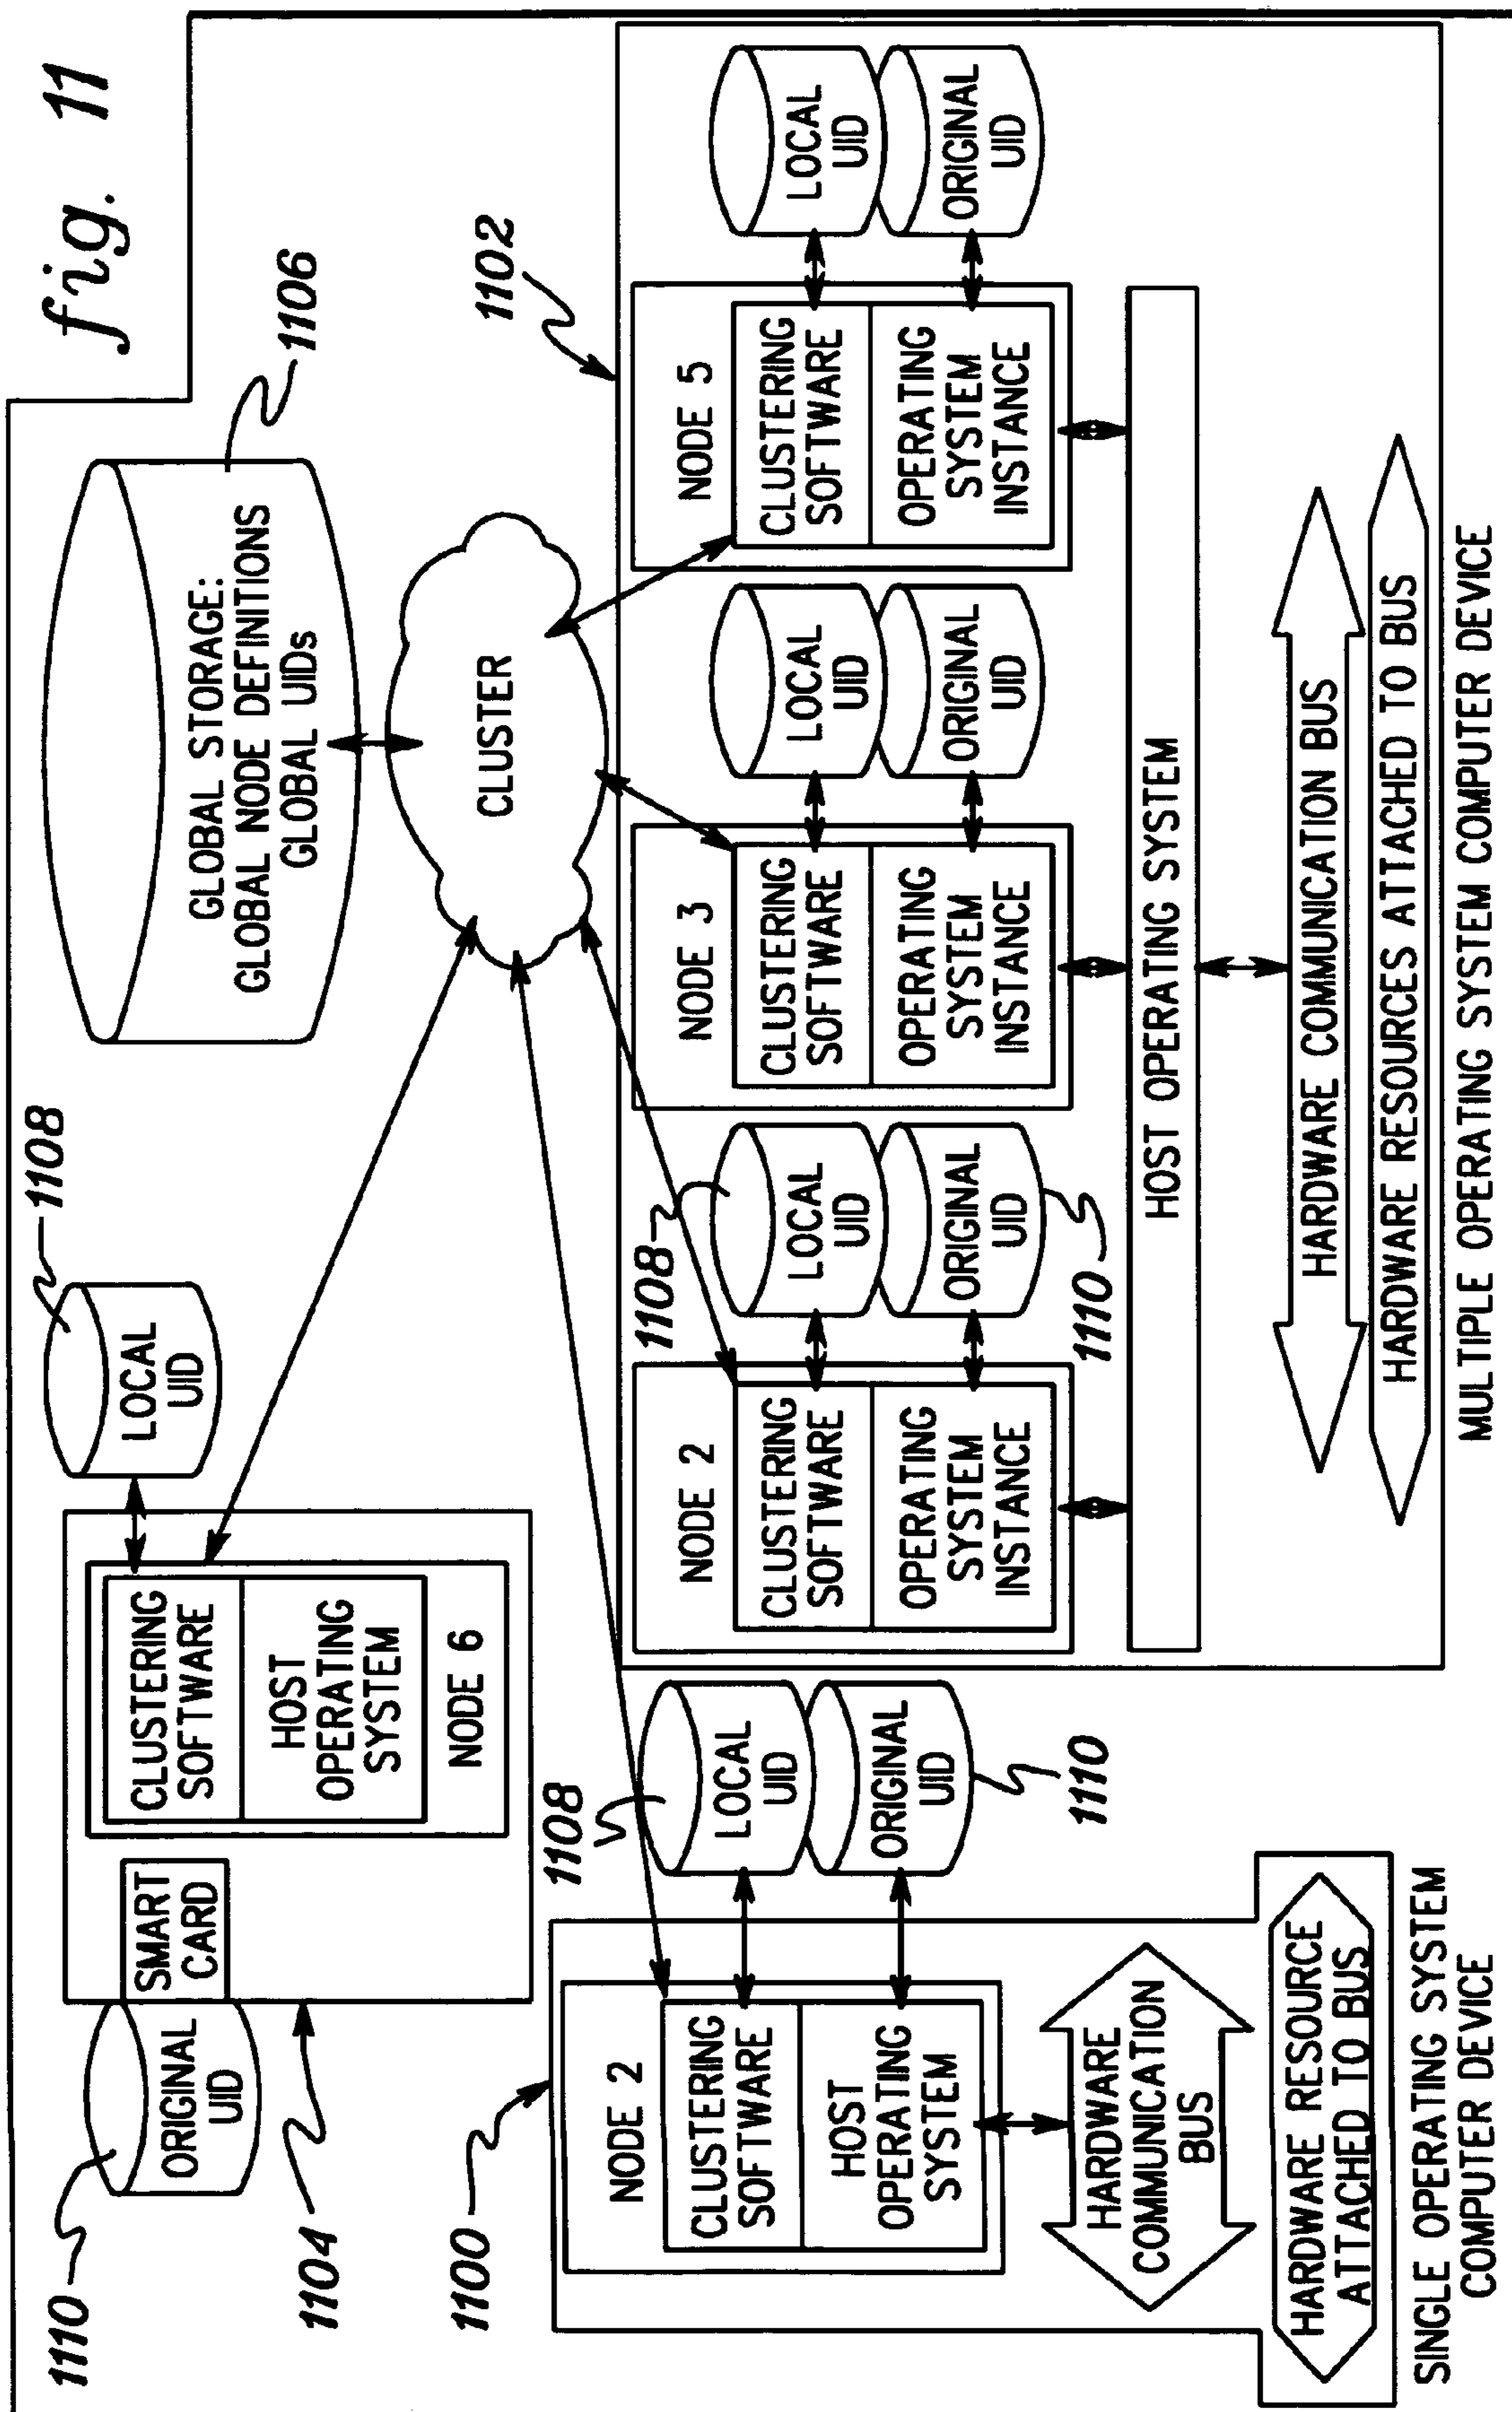 fig. 11
1110
ORIGINAL
UID
SMART
CARD
1104
CLUSTERING
SOFTWARE
HOST
OPERATING
SYSTEM
NODE 6
LOCAL
UID
1108
GLOBAL STORAGE:
GLOBAL NODE DEFINITIONS
GLOBAL UIDs
1106
CLUSTER
1100
NODE 2
CLUSTERING
SOFTWARE
HOST
OPERATING
SYSTEM
HARDWARE
COMMUNICATION
BUS
HARDWARE RESOURCE
ATTACHED TO BUS
SINGLE OPERATING SYSTEM
COMPUTER DEVICE
1108
LOCAL
UID
ORIGINAL
UID
1110
1102
NODE 2
CLUSTERING
SOFTWARE
OPERATING
SYSTEM
INSTANCE
1108
LOCAL
UID
ORIGINAL
UID
1110
NODE 3
CLUSTERING
SOFTWARE
OPERATING
SYSTEM
INSTANCE
LOCAL
UID
ORIGINAL
UID
NODE 5
CLUSTERING
SOFTWARE
OPERATING
SYSTEM
INSTANCE
LOCAL
UID
ORIGINAL
UID
HOST OPERATING SYSTEM
HARDWARE COMMUNICATION BUS
HARDWARE RESOURCES ATTACHED TO BUS
MULTIPLE OPERATING SYSTEM COMPUTER DEVICE